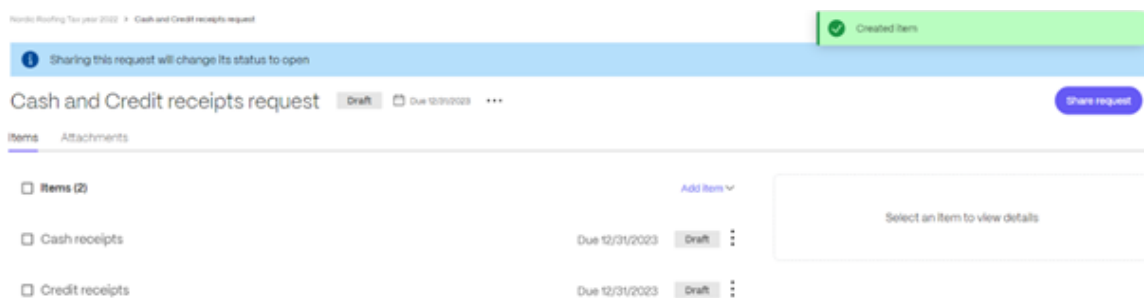 Nordic Roofing Tax year 2022 > Cash and Credit receipts request
Created item
Sharing this request will change its status to open
Cash and Credit receipts request Draft Due 12/31/2023
Share request
Items Attachments
Items (2) Add item
Select an item to view details
Cash receipts Due 12/31/2023 Draft
Credit receipts Due 12/31/2023 Draft